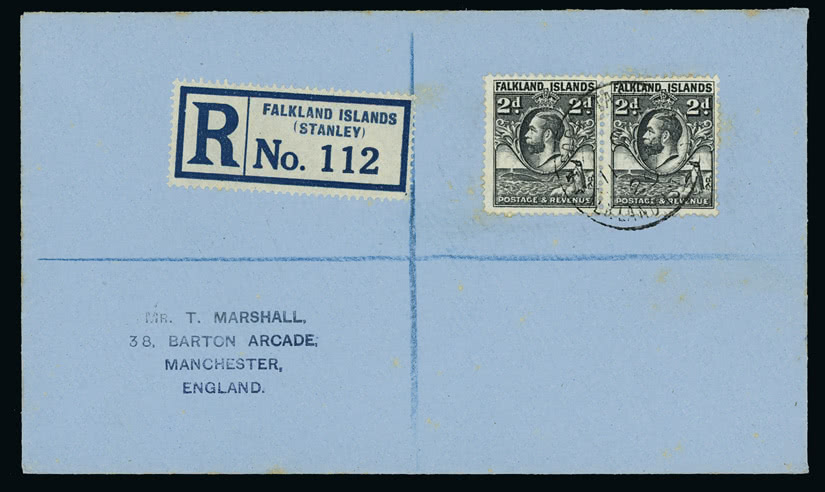 R
FALKLAND ISLANDS
(STANLEY)
No. 112
FALKLAND ISLANDS
2d 2d
POSTAGE & REVENUE
FALKLAND ISLANDS
2d 2d
POSTAGE & REVENUE
MR. T. MARSHALL,
38, BARTON ARCADE,
MANCHESTER,
ENGLAND.